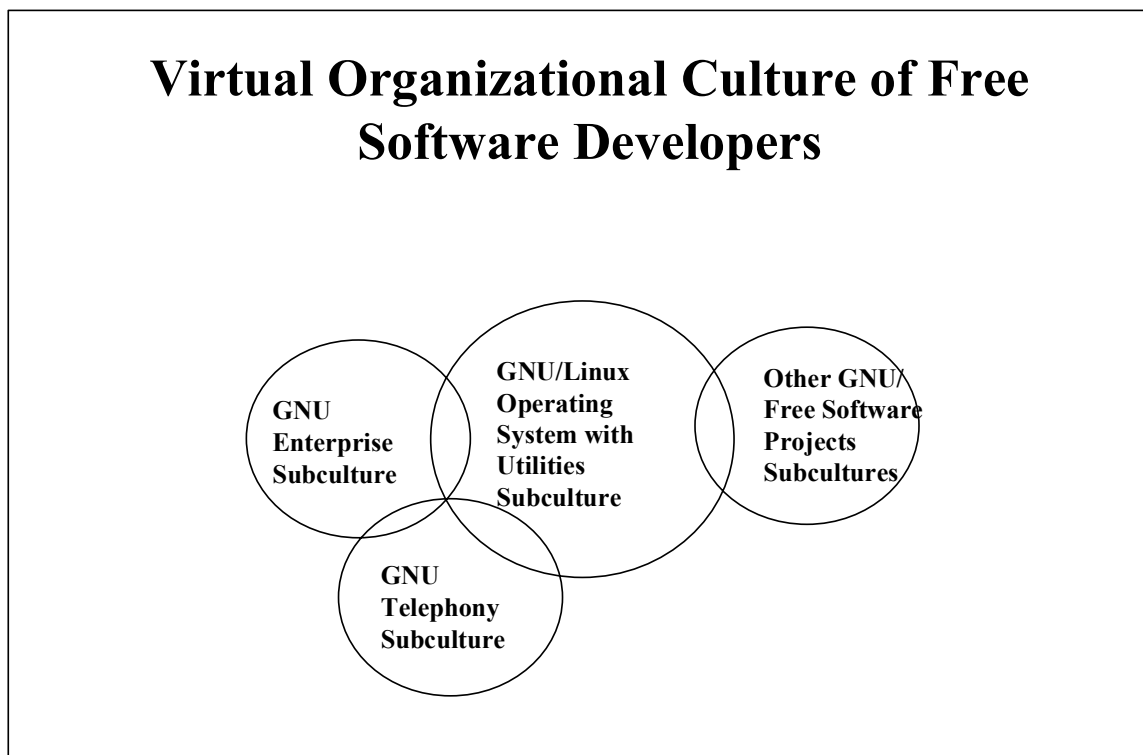 Virtual Organizational Culture of Free
Software Developers
GNU
Enterprise
Subculture
GNU/Linux
Operating
System with
Utilities
Subculture
Other GNU/
Free Software
Projects
Subcultures
GNU
Telephony
Subculture